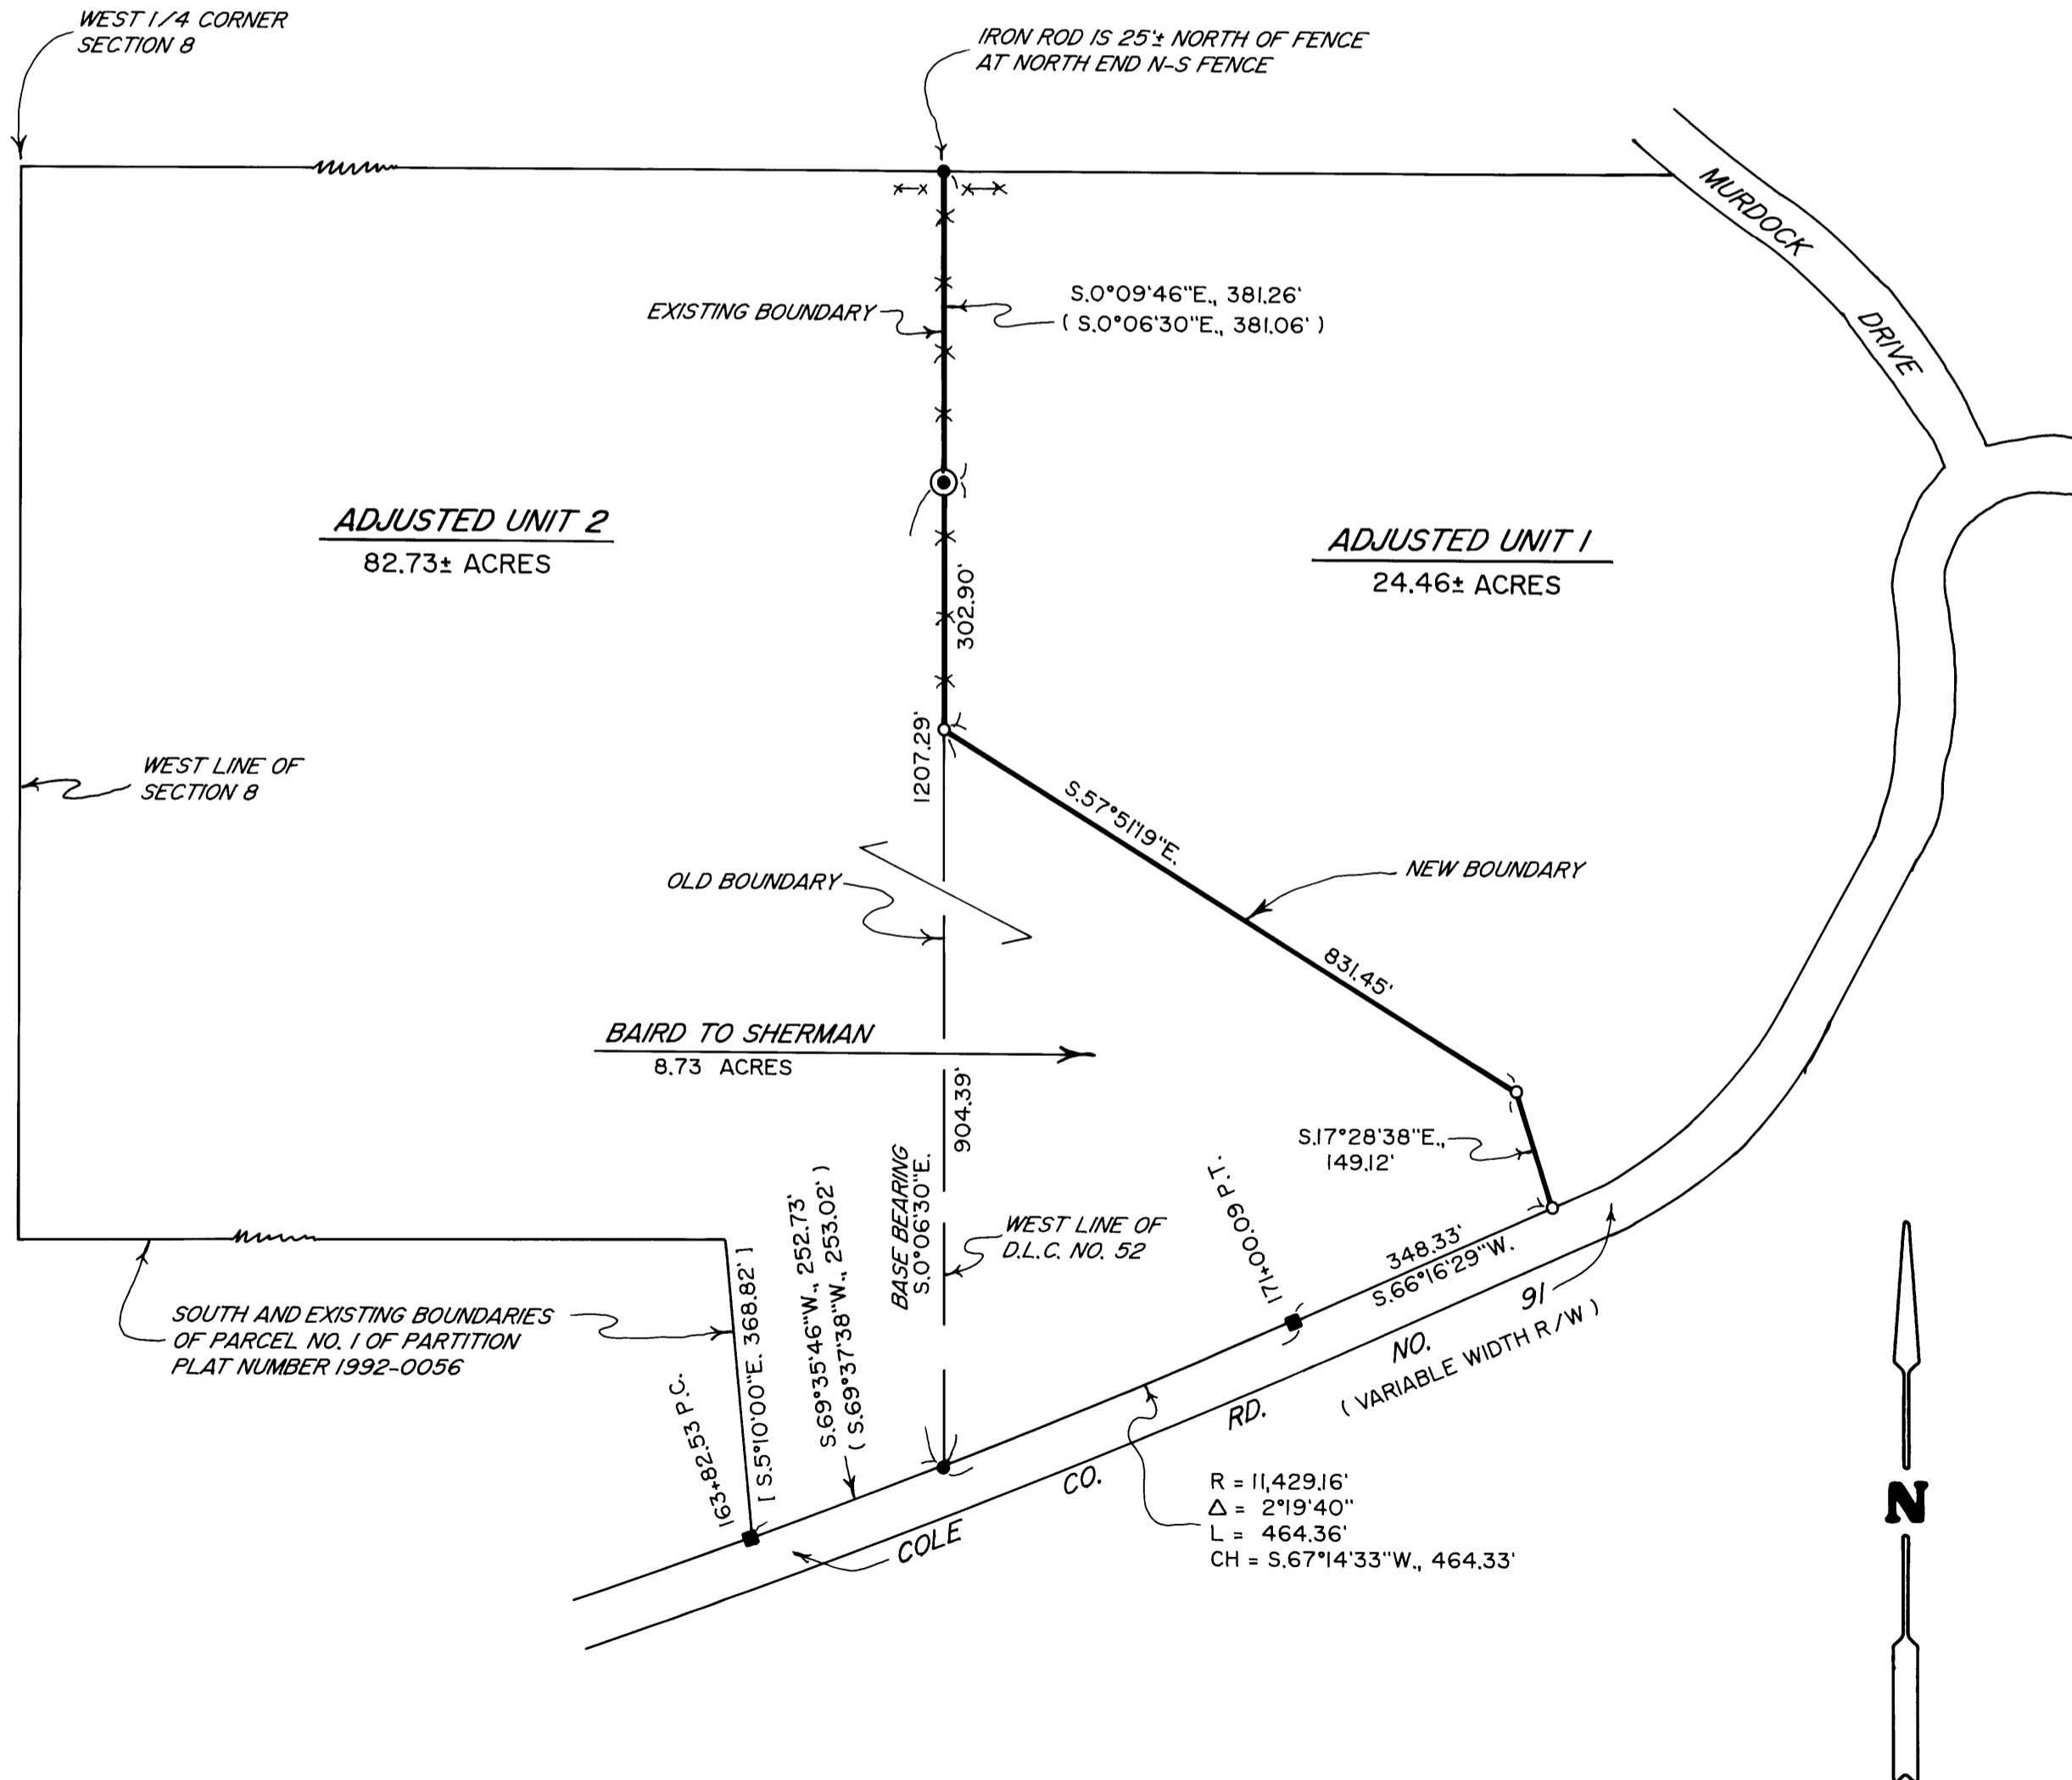 WEST 1/4 CORNER
SECTION 8
IRON ROD IS 25'± NORTH OF FENCE
AT NORTH END N-S FENCE
MURDOCK
DRIVE
EXISTING BOUNDARY
S.0°09'46"E., 381.26'
( S.0°06'30"E., 381.06' )
ADJUSTED UNIT 2
82.73± ACRES
ADJUSTED UNIT 1
24.46± ACRES
302.90'
1207.29'
WEST LINE OF
SECTION 8
S.57°51'19"E.
831.45'
NEW BOUNDARY
OLD BOUNDARY
BAIRD TO SHERMAN
8.73 ACRES
904.39'
BASE BEARING
S.0°06'30"E.
WEST LINE OF
D.L.C. NO. 52
S.17°28'38"E.,
149.12'
171+00.09 P.T.
348.33'
S.66°16'29"W.
SOUTH AND EXISTING BOUNDARIES
OF PARCEL NO. 1 OF PARTITION
PLAT NUMBER 1992-0056
163+82.53 P.C.
[ S.5°10'00"E. 368.82' ]
S.69°35'46"W., 252.73'
( S.69°37'38"W., 253.02' )
COLE CO. RD. NO. 91
( VARIABLE WIDTH R/W )
R = 11,429.16'
Δ = 2°19'40"
L = 464.36'
CH = S.67°14'33"W., 464.33'
N